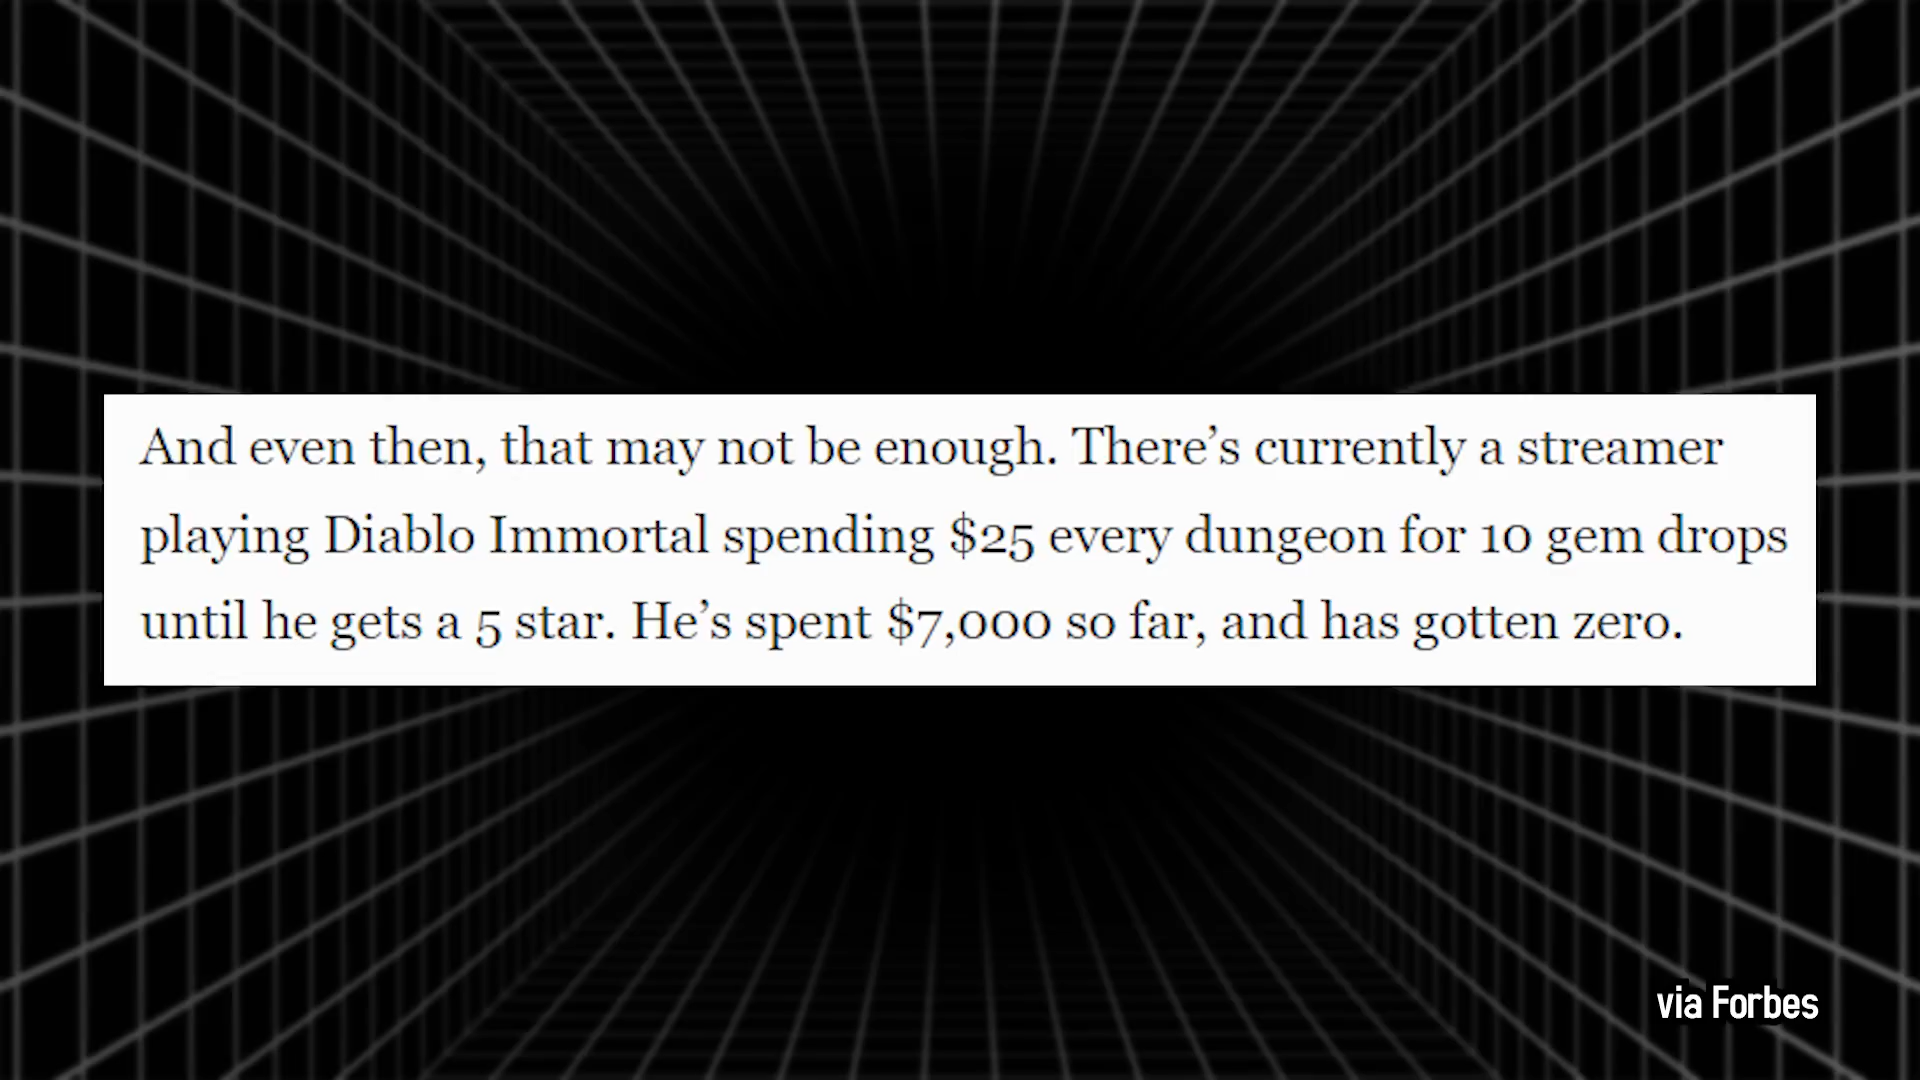 And even then, that may not be enough. There’s currently a streamer
playing Diablo Immortal spending $25 every dungeon for 10 gem drops
until he gets a 5 star. He’s spent $7,000 so far, and has gotten zero.
via Forbes